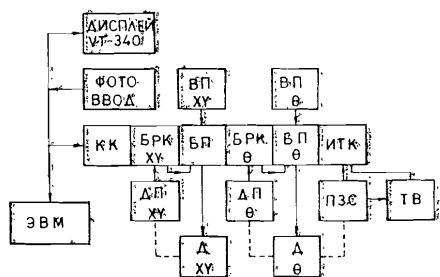 ДИСПЛЕЙ
VT-340
ФОТО
ВВОД
ВП
XY
ВП
θ
КК
БРК
XY
БП
БРК
θ
ВП
θ
ИТК
ДП
XY
ДП
θ
ПЗС
ТВ
ЭВМ
Д
XY
Д
θ